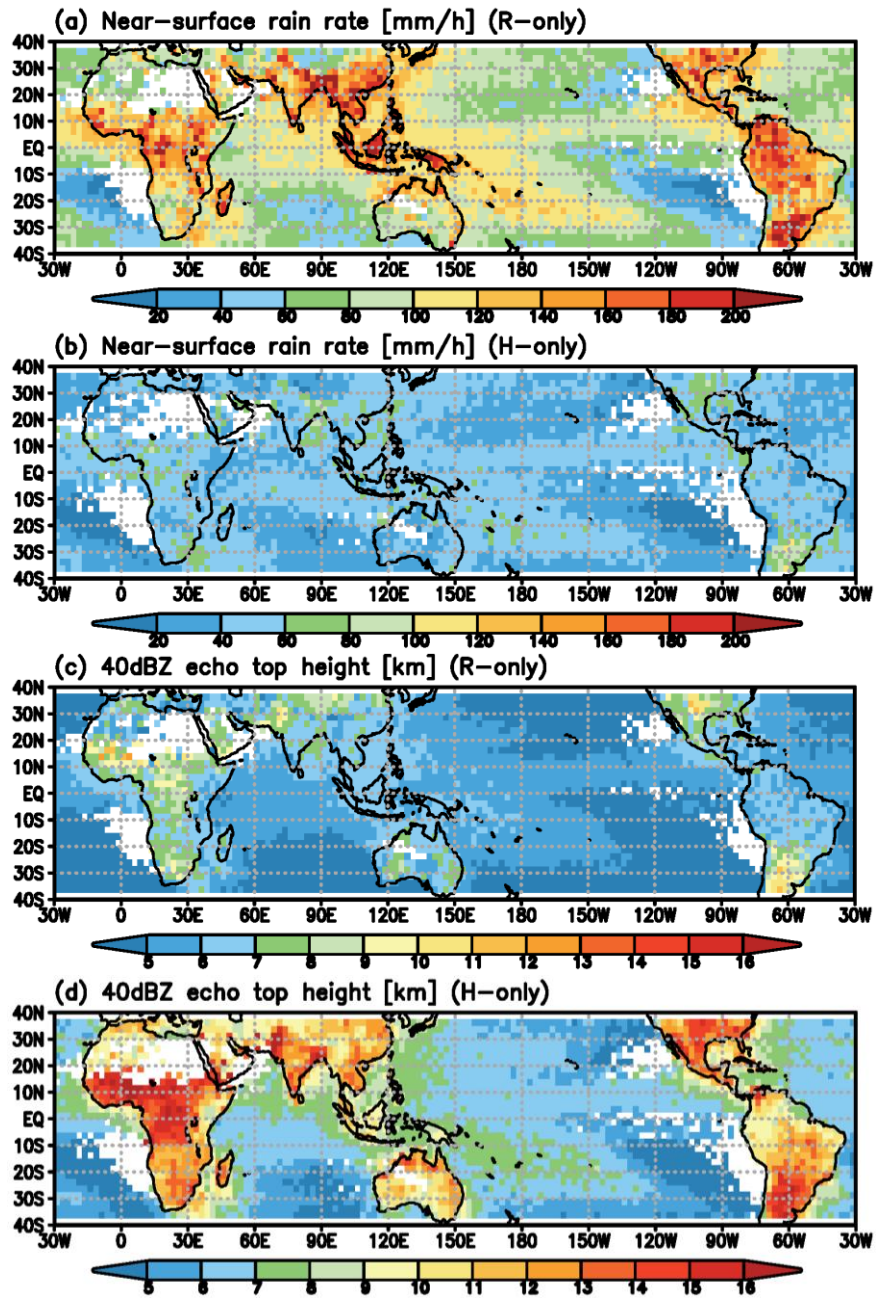 (a) Near-surface rain rate [mm/h] (R-only)
40N
30N
20N
10N
EQ
10S
20S
30S
40S
30W 0 30E 60E 90E 120E 150E 180 150W 120W 90W 60W 30W
20 40 60 80 100 120 140 160 180 200
(b) Near-surface rain rate [mm/h] (H-only)
40N
30N
20N
10N
EQ
10S
20S
30S
40S
30W 0 30E 60E 90E 120E 150E 180 150W 120W 90W 60W 30W
20 40 60 80 100 120 140 160 180 200
(c) 40dBZ echo top height [km] (R-only)
40N
30N
20N
10N
EQ
10S
20S
30S
40S
30W 0 30E 60E 90E 120E 150E 180 150W 120W 90W 60W 30W
5 6 7 8 9 10 11 12 13 14 15 16
(d) 40dBZ echo top height [km] (H-only)
40N
30N
20N
10N
EQ
10S
20S
30S
40S
30W 0 30E 60E 90E 120E 150E 180 150W 120W 90W 60W 30W
5 6 7 8 9 10 11 12 13 14 15 16